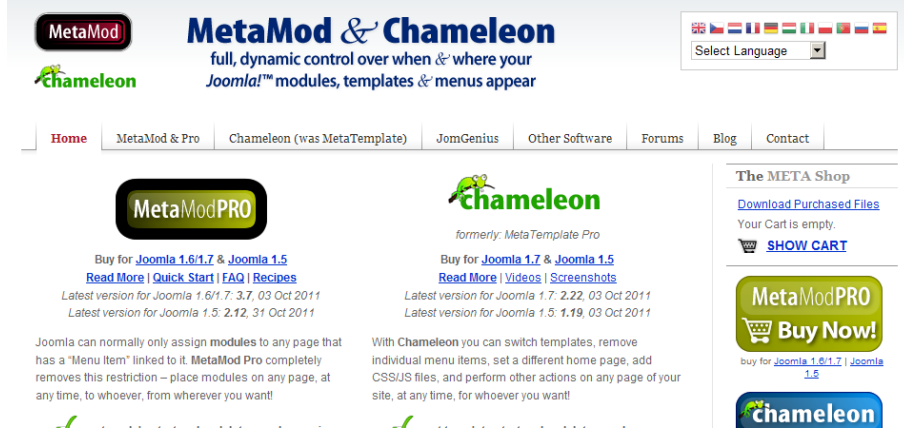 MetaMod
chameleon
MetaMod & Chameleon
full, dynamic control over when & where your
Joomla!™ modules, templates & menus appear
Select Language
Home
MetaMod & Pro
Chameleon (was MetaTemplate)
JomGenius
Other Software
Forums
Blog
Contact
MetaModPRO
Buy for Joomla 1.6/1.7 & Joomla 1.5
Read More | Quick Start | FAQ | Recipes
Latest version for Joomla 1.6/1.7: 3.7, 03 Oct 2011
Latest version for Joomla 1.5: 2.12, 31 Oct 2011
Joomla can normally only assign modules to any page that
has a "Menu Item" linked to it. MetaMod Pro completely
removes this restriction – place modules on any page, at
any time, to whoever, from wherever you want!
chameleon
formerly: MetaTemplate Pro
Buy for Joomla 1.7 & Joomla 1.5
Read More | Videos | Screenshots
Latest version for Joomla 1.7: 2.22, 03 Oct 2011
Latest version for Joomla 1.5: 1.19, 03 Oct 2011
With Chameleon you can switch templates, remove
individual menu items, set a different home page, add
CSS/JS files, and perform other actions on any page of your
site, at any time, for whoever you want!
The META Shop
Download Purchased Files
Your Cart is empty.
SHOW CART
MetaModPRO
Buy Now!
buy for Joomla 1.6/1.7 | Joomla
1.5
chameleon